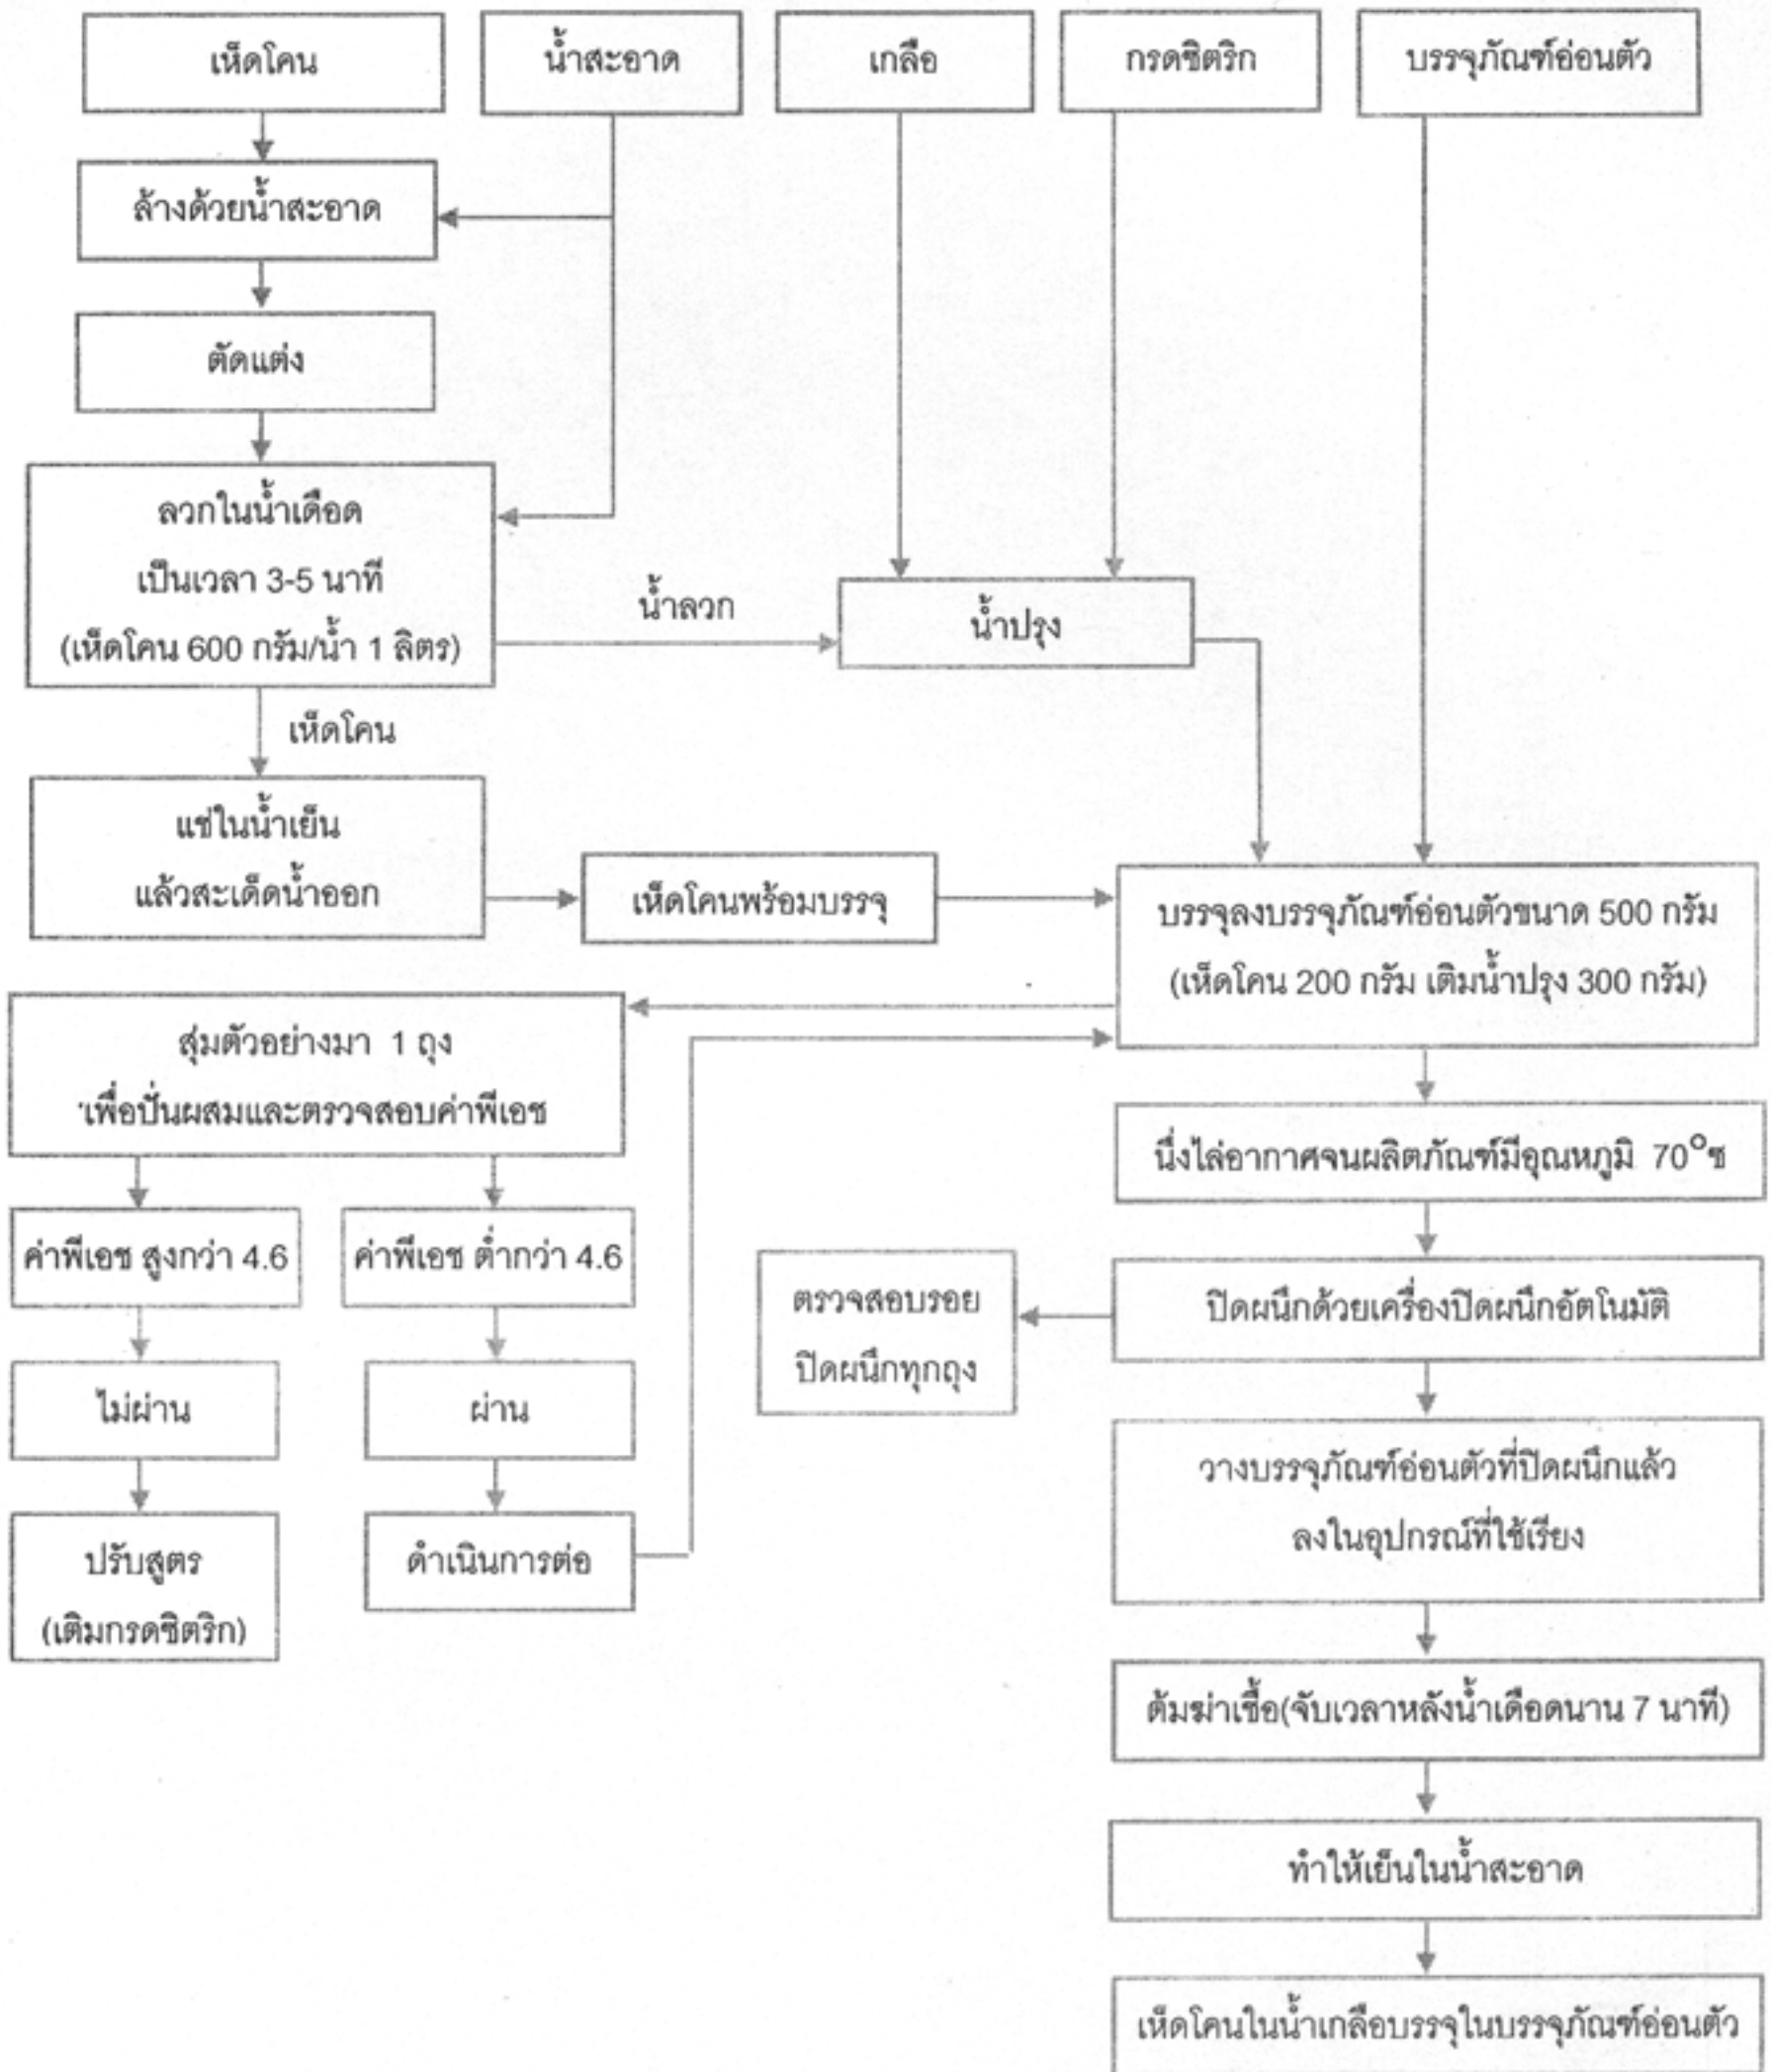 เห็ดโคน
น้ำสะอาด
เกลือ
กรดซิตริก
บรรจุภัณฑ์อ่อนตัว
ล้างด้วยน้ำสะอาด
ตัดแต่ง
ลวกในน้ำเดือด
เป็นเวลา 3-5 นาที
(เห็ดโคน 600 กรัม/น้ำ 1 ลิตร)
น้ำลวก
น้ำปรุง
เห็ดโคน
แช่ในน้ำเย็น
แล้วสะเด็ดน้ำออก
เห็ดโคนพร้อมบรรจุ
บรรจุลงบรรจุภัณฑ์อ่อนตัวขนาด 500 กรัม
(เห็ดโคน 200 กรัม เติมน้ำปรุง 300 กรัม)
สุ่มตัวอย่างมา 1 ถุง
เพื่อปั่นผสมและตรวจสอบค่าพีเอช
ค่าพีเอช สูงกว่า 4.6
ค่าพีเอช ต่ำกว่า 4.6
ไม่ผ่าน
ผ่าน
ปรับสูตร
(เติมกรดซิตริก)
ดำเนินการต่อ
นึ่งไล่อากาศจนผลิตภัณฑ์มีอุณหภูมิ 70°ซ
ปิดผนึกด้วยเครื่องปิดผนึกอัตโนมัติ
ตรวจสอบรอย
ปิดผนึกทุกถุง
วางบรรจุภัณฑ์อ่อนตัวที่ปิดผนึกแล้ว
ลงในอุปกรณ์ที่ใช้เรียง
ต้มฆ่าเชื้อ(จับเวลาหลังน้ำเดือดนาน 7 นาที)
ทำให้เย็นในน้ำสะอาด
เห็ดโคนในน้ำเกลือบรรจุในบรรจุภัณฑ์อ่อนตัว